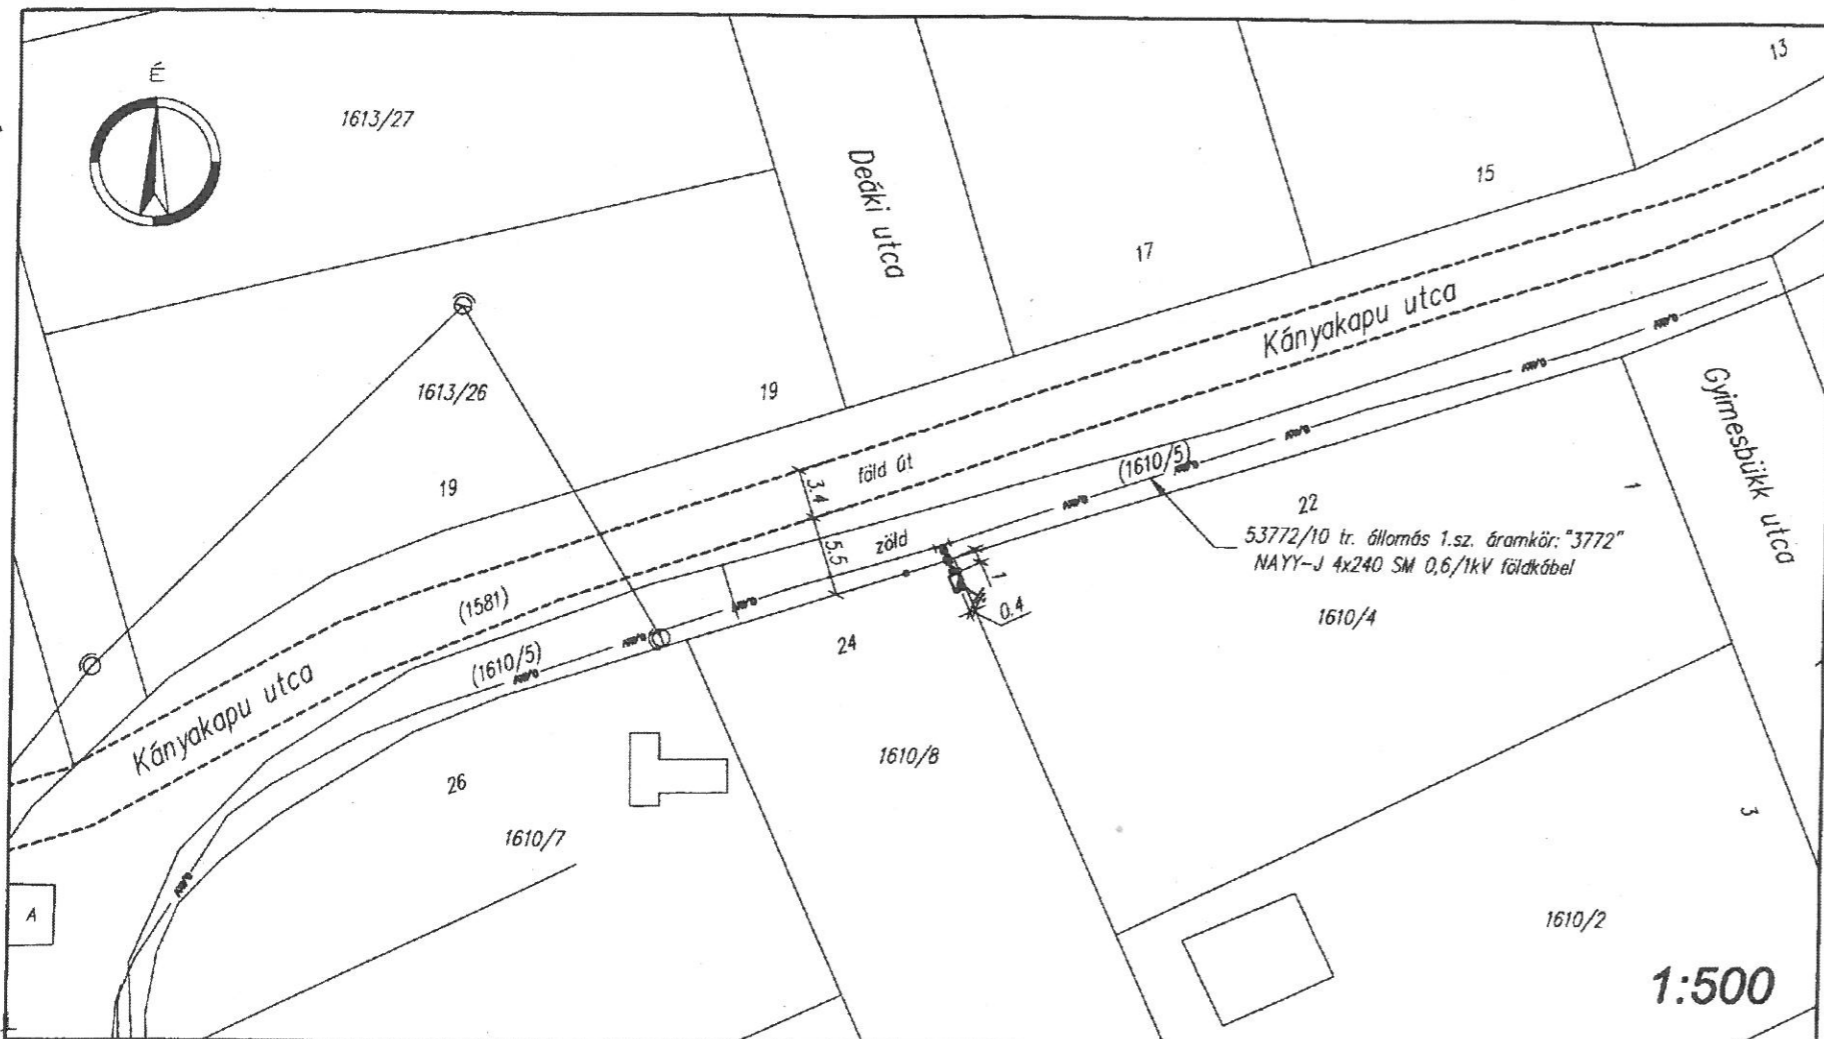 É
1613/27
Deáki utca
13
15
17
Kányakapu utca
1613/26
19
19
föld út
3.4
5.5
zöld
(1610/5)
22
1
Gyimesbükk utca
53772/10 tr. állomás 1.sz. áramkör: "3772"
NAYY-J 4x240 SM 0,6/1kV földkábel
1
0.4
1610/4
(1581)
(1610/5)
24
Kányakapu utca
26
1610/8
1610/7
3
A
1610/2
1:500